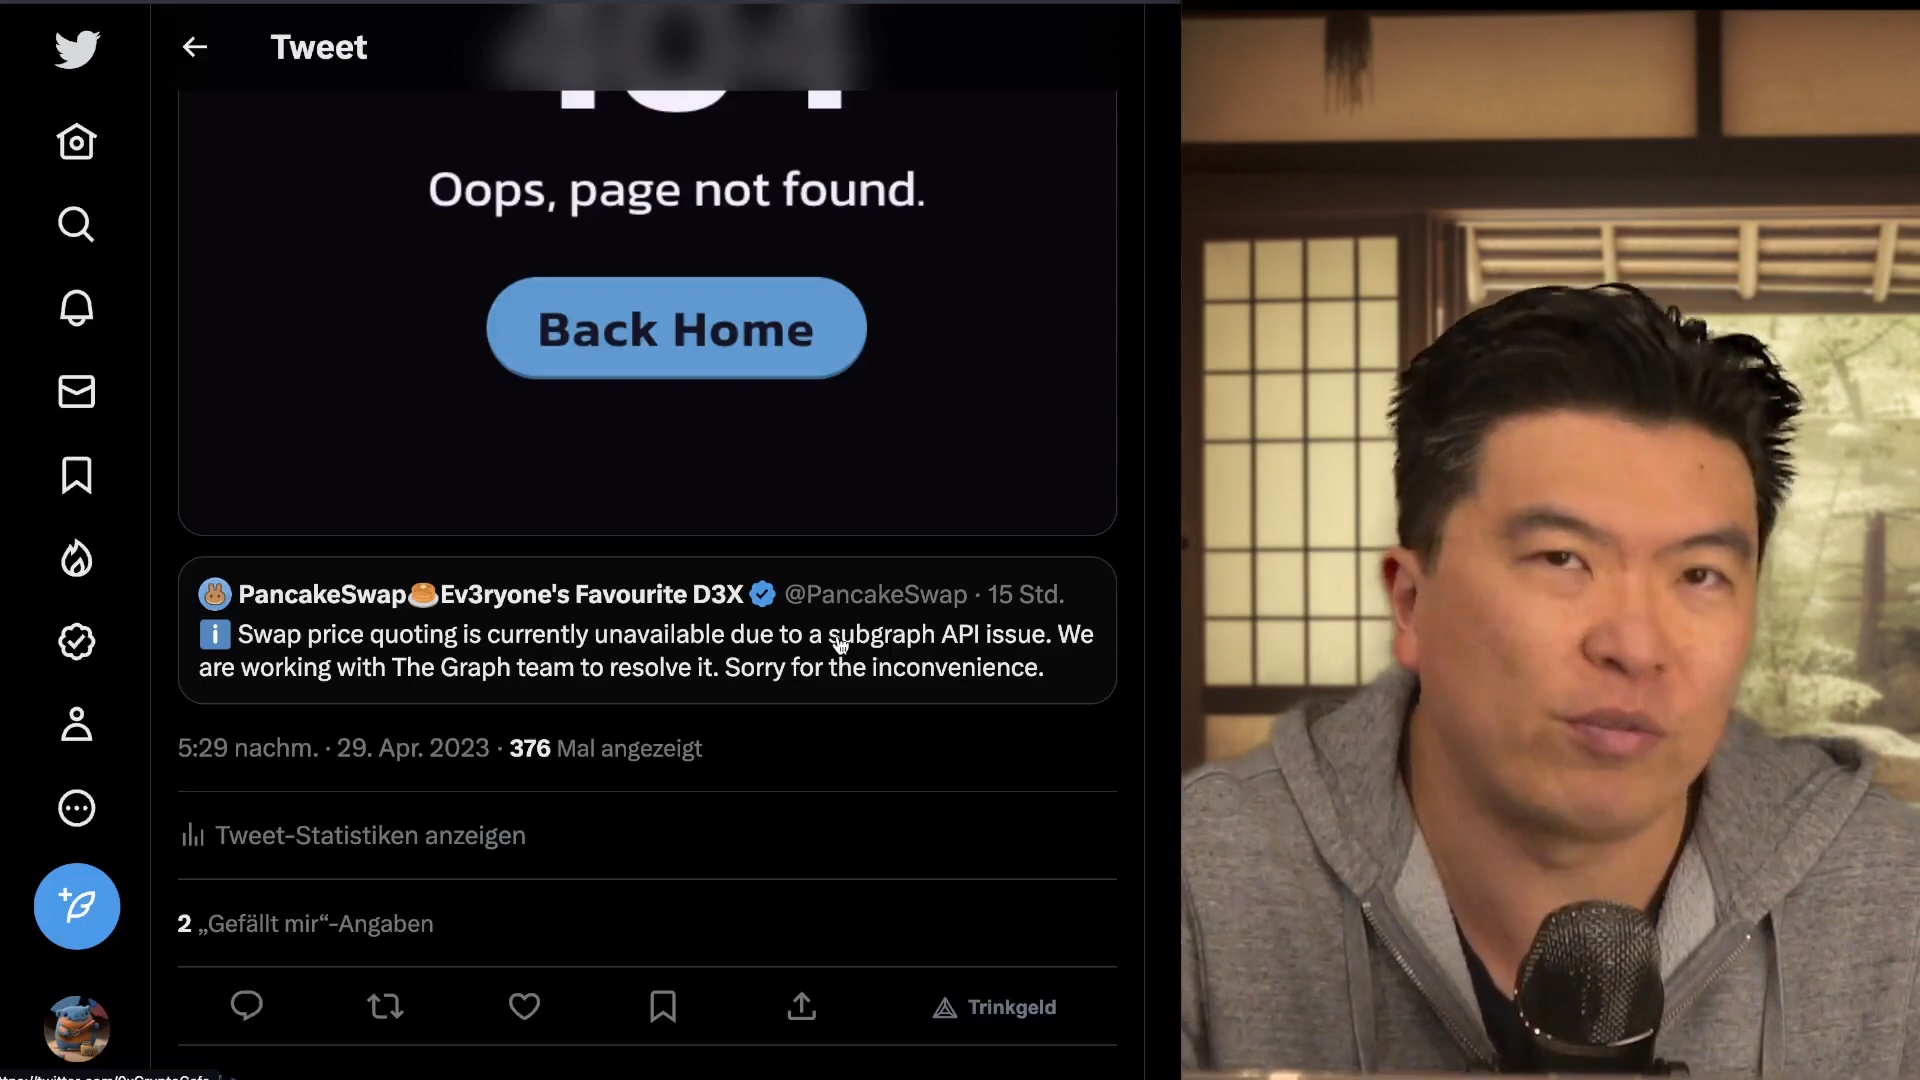 Tweet
404
Oops, page not found.
Back Home
PancakeSwap🥞Ev3ryone's Favourite D3X @PancakeSwap · 15 Std.
ℹ️ Swap price quoting is currently unavailable due to a subgraph API issue. We
are working with The Graph team to resolve it. Sorry for the inconvenience.
5:29 nachm. · 29. Apr. 2023 · 376 Mal angezeigt
Tweet-Statistiken anzeigen
2 „Gefällt mir“-Angaben
Trinkgeld